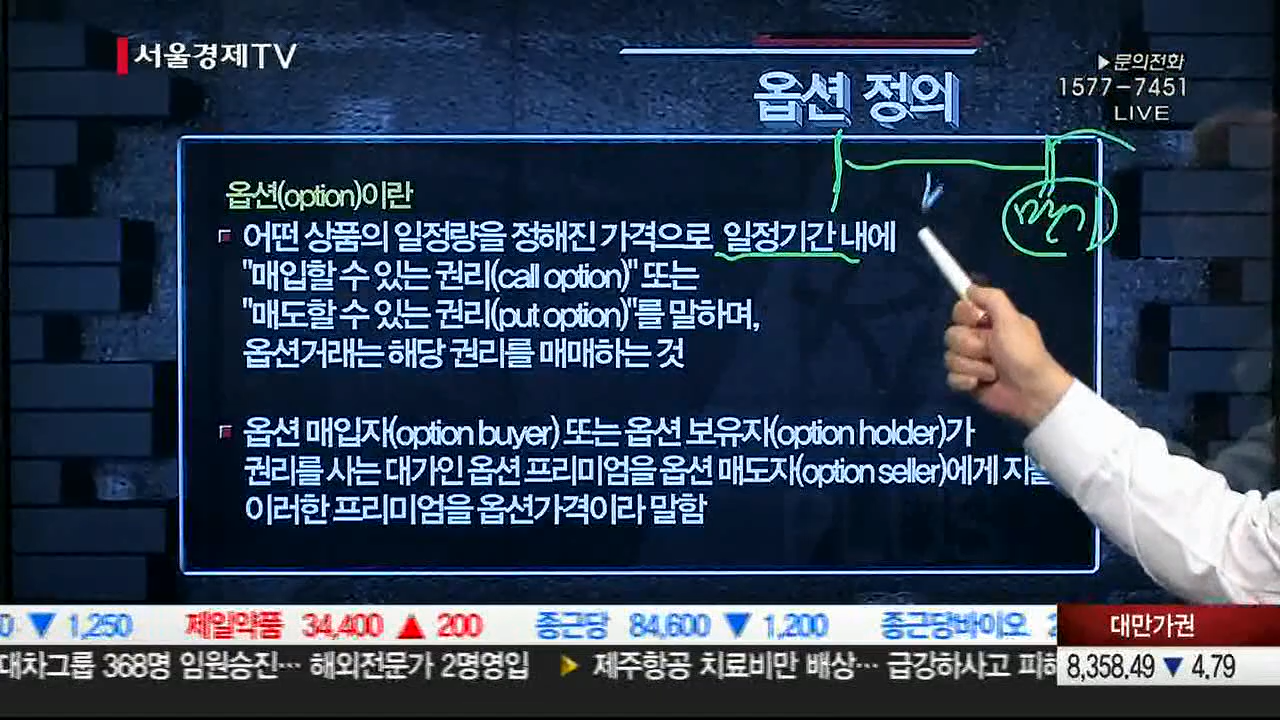 서울경제TV
▶문의전화
1577-7451
LIVE
옵션 정의
옵션(option)이란
어떤 상품의 일정량을 정해진 가격으로 일정기간 내에
"매입할 수 있는 권리(call option)" 또는
"매도할 수 있는 권리(put option)"를 말하며,
옵션거래는 해당 권리를 매매하는 것
만기
옵션 매입자(option buyer) 또는 옵션 보유자(option holder)가
권리를 사는 대가인 옵션 프리미엄을 옵션 매도자(option seller)에게
이러한 프리미엄을 옵션가격이라 말함
0 ▼ 1,250 제일약품 34,400 ▲ 200 종근당 84,600 ▼ 1,200 종근당바이오
대만가권
대차그룹 368명 임원승진… 해외전문가 2명영입 ▶ 제주항공 치료비만 배상… 급강하사고 피해
8,358.49 ▼ 4.79